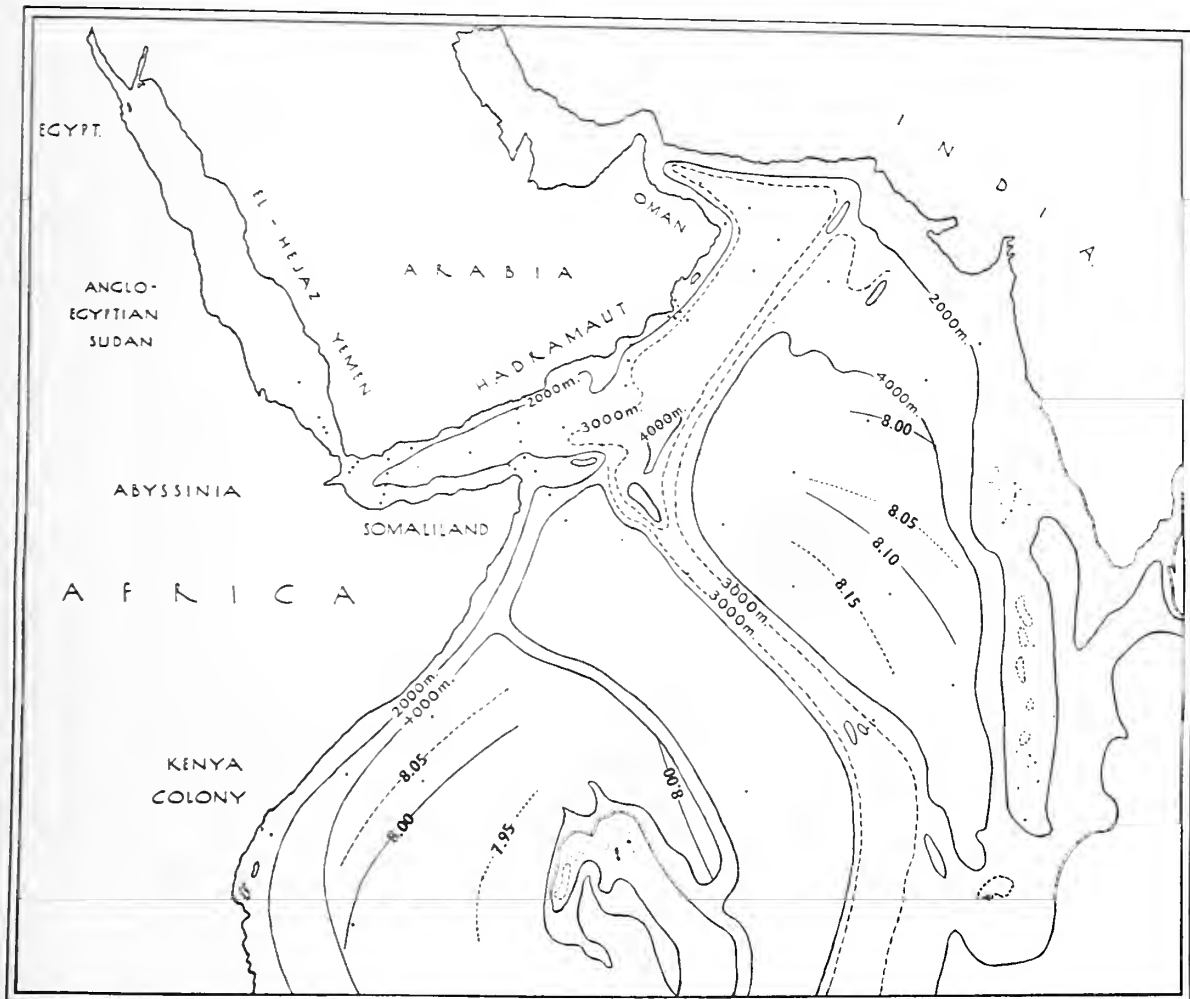 EGYPT.
INDIA.
EL-HEJAZ
OMAN
ARABIA
ANGLO-
EGYPTIAN
SUDAN
YEMEN
HADRAMAUT
2000m.
2000m.
4000m.
3000m.
4000m.
8.00
ABYSSINIA
SOMALILAND
8.05
8.10
AFRICA
8.15
3000m.
3000m.
2000m.
4000m.
KENYA
COLONY
8.05
8.00
8.00
7.95